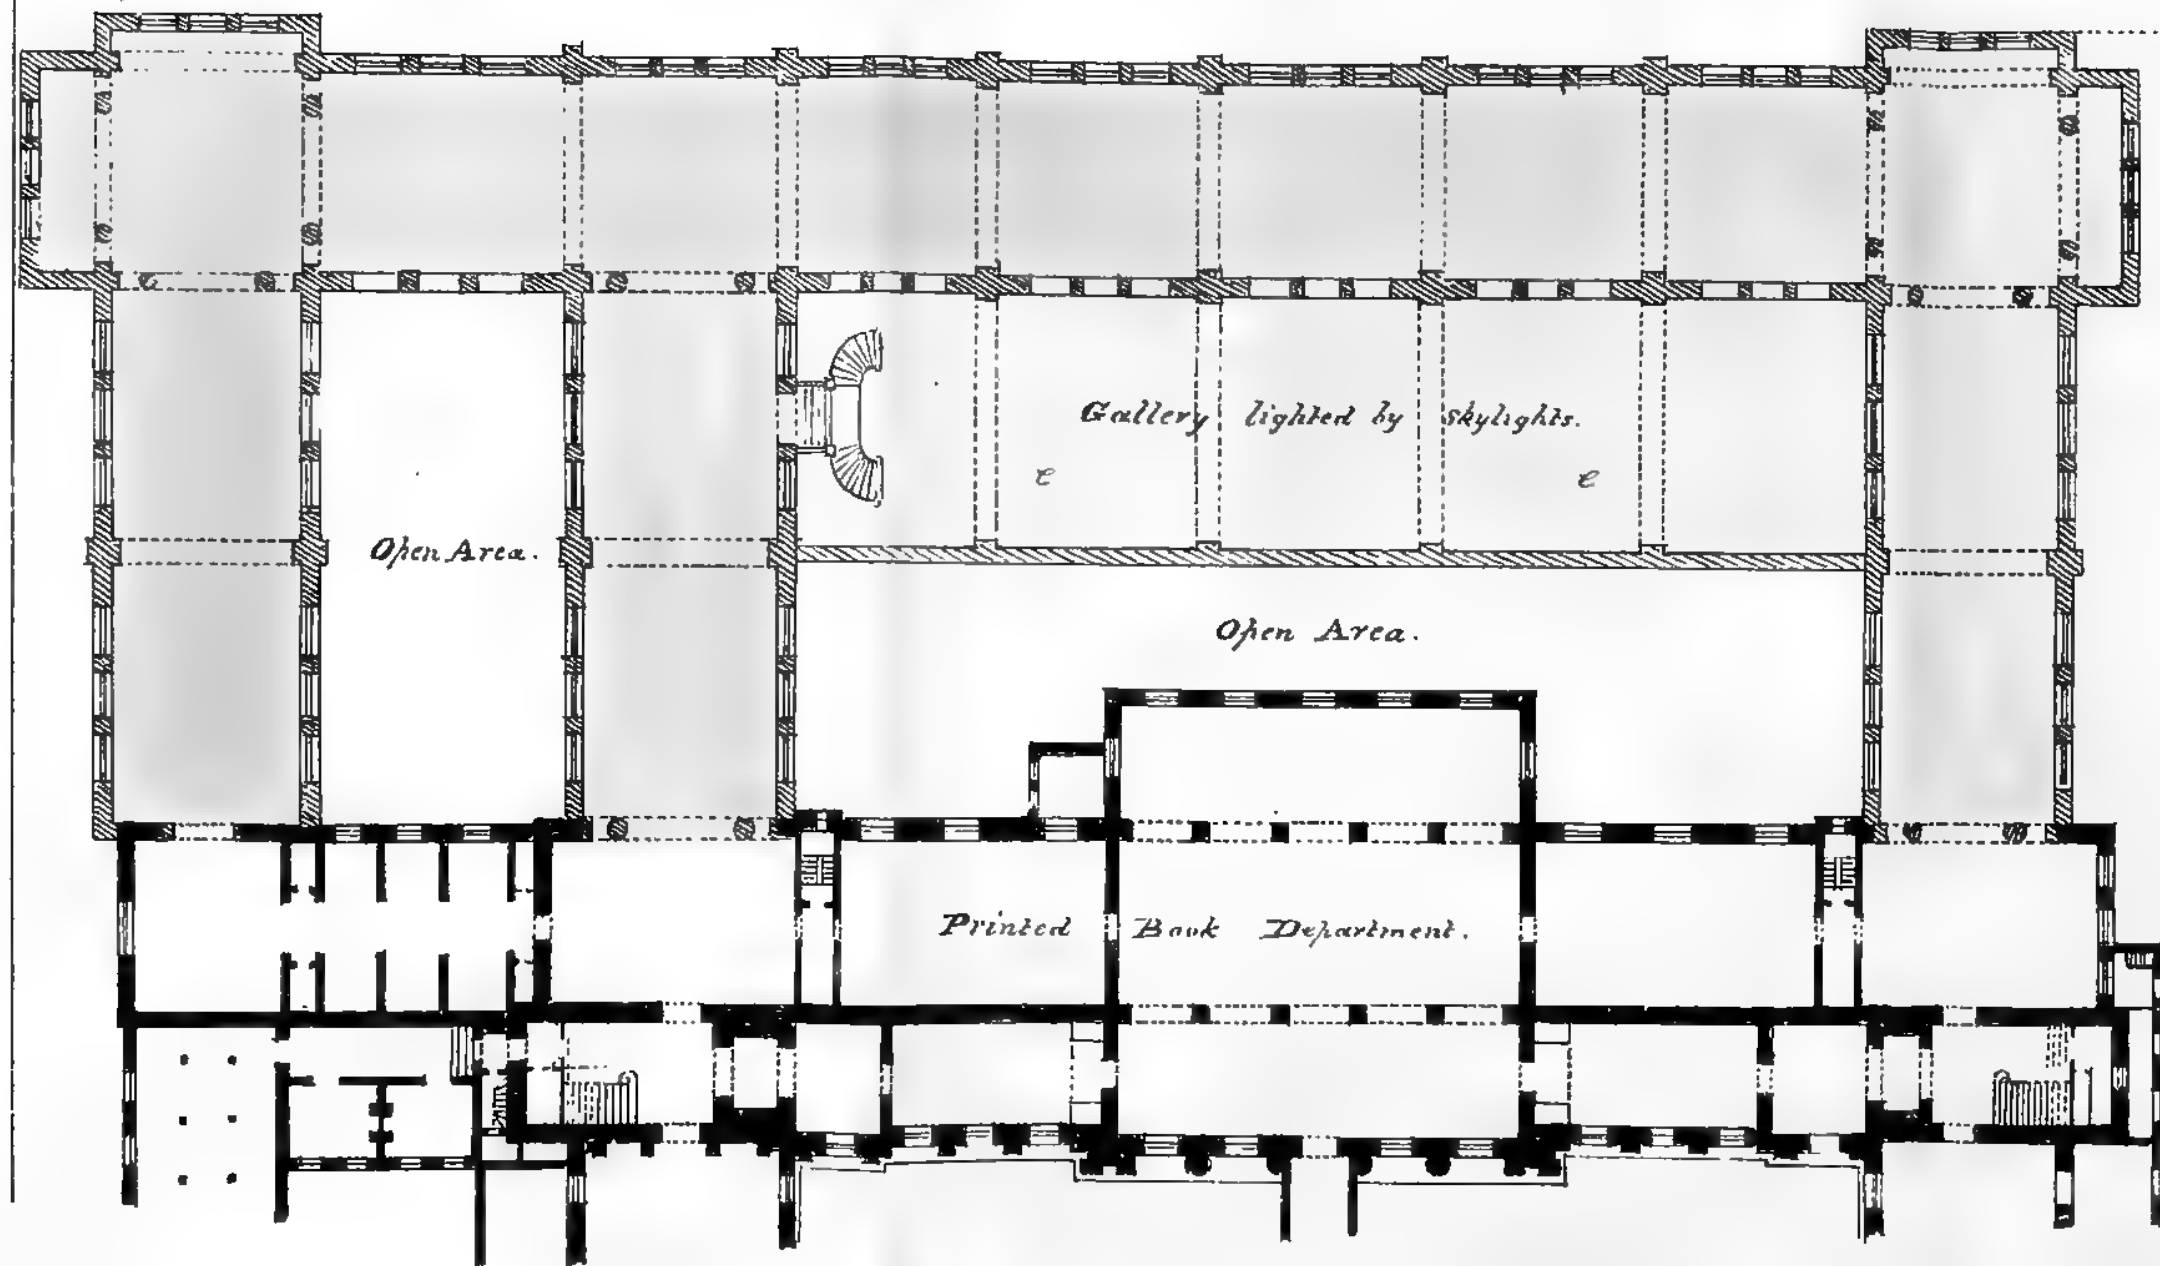 Gallery lighted by skylights.
e e
Open Area.
Open Area.
Printed Book Department.